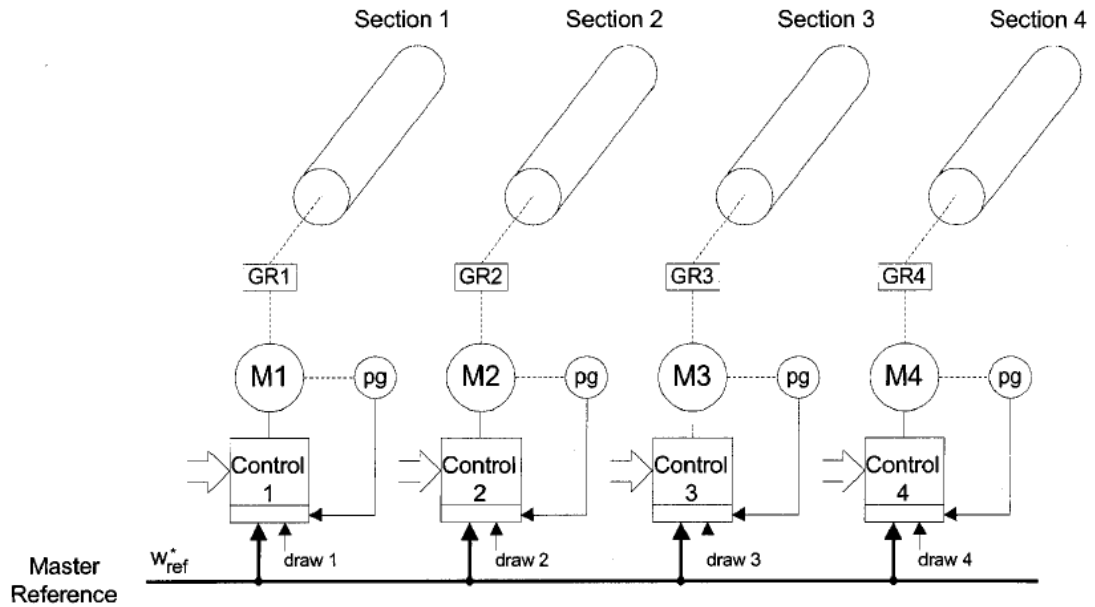 Section 1
Section 2
Section 3
Section 4
GR1
GR2
GR3
GR4
M1
pg
M2
pg
M3
pg
M4
pg
Control
1
Control
2
Control
3
Control
4
w*ref
draw 1
draw 2
draw 3
draw 4
Master
Reference